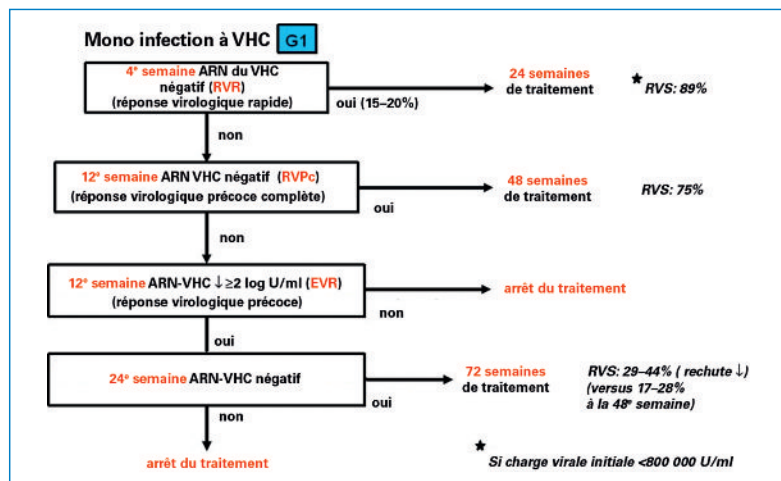 Mono infection à VHC G1
4e semaine ARN du VHC
négatif (RVR)
(réponse virologique rapide)
oui (15–20%)
24 semaines
de traitement
★ RVS: 89%
non
12e semaine ARN VHC négatif (RVPc)
(réponse virologique précoce complète)
oui
48 semaines
de traitement
RVS: 75%
non
12e semaine ARN-VHC ↓ ≥2 log U/ml (EVR)
(réponse virologique précoce)
non
arrêt du traitement
oui
24e semaine ARN-VHC négatif
oui
72 semaines
de traitement
RVS: 29–44% ( rechute ↓)
(versus 17–28%
à la 48e semaine)
non
arrêt du traitement
★ Si charge virale initiale <800 000 U/ml